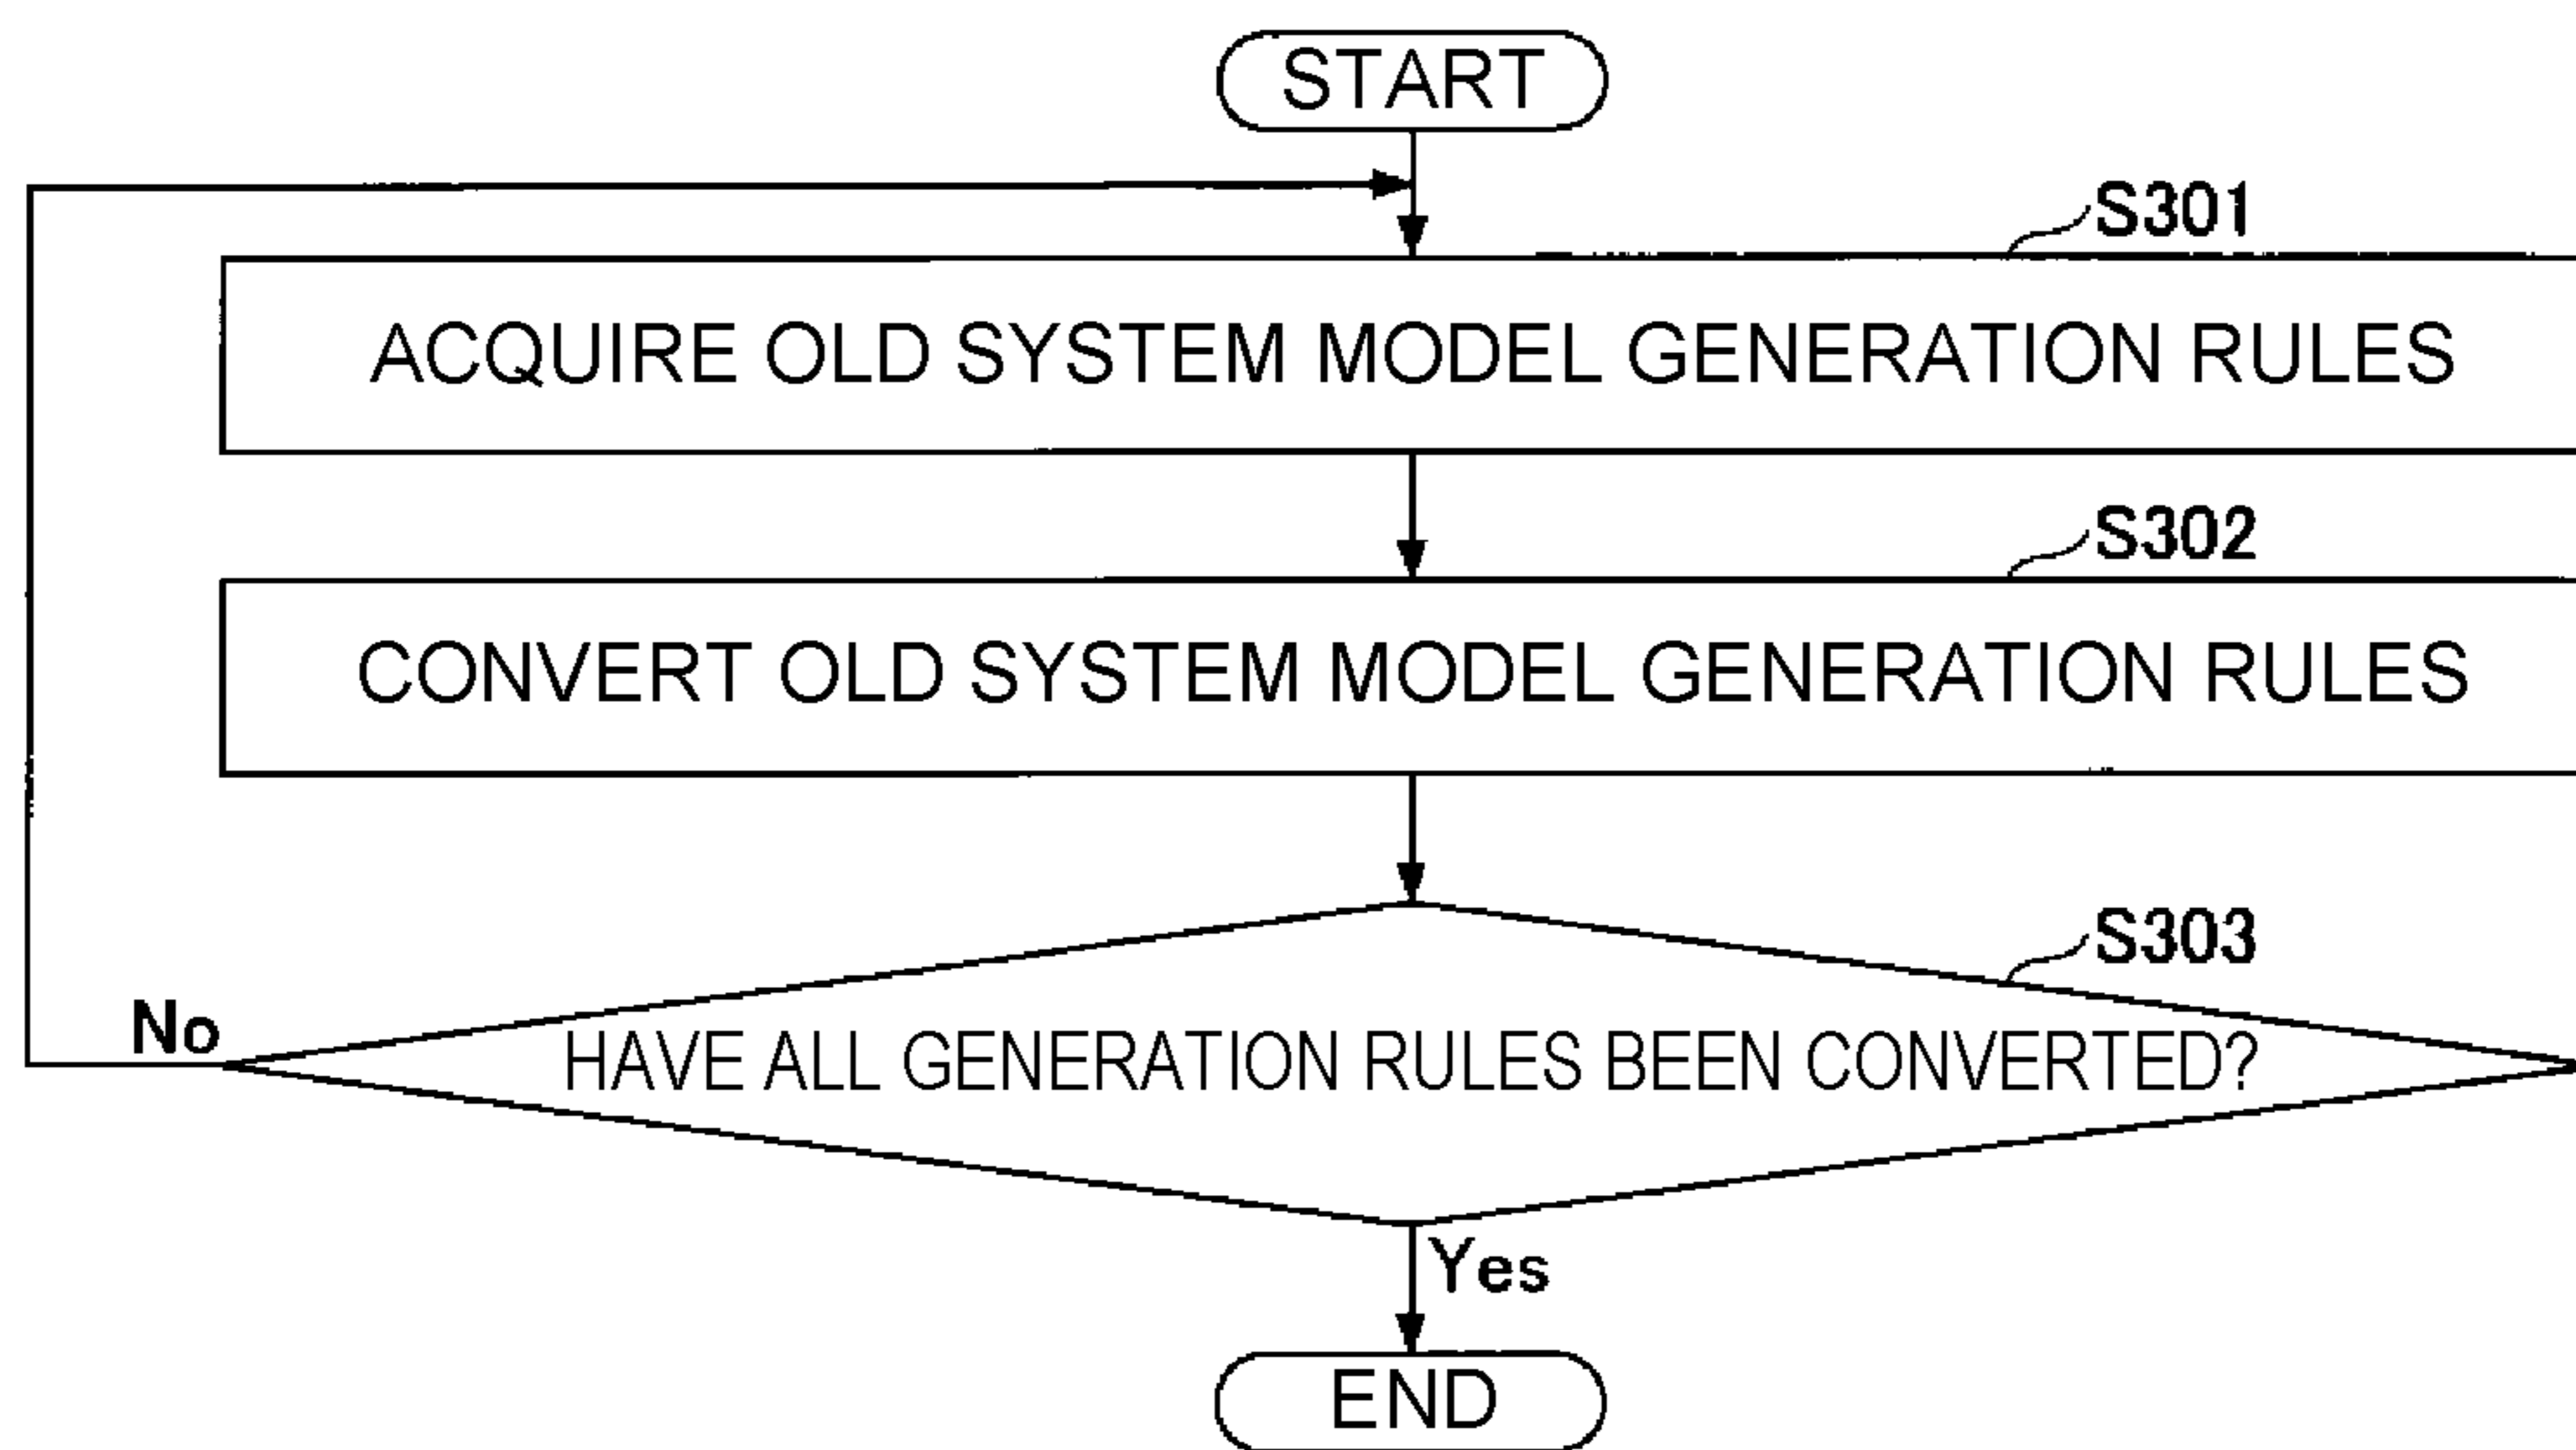 START
S301
ACQUIRE OLD SYSTEM MODEL GENERATION RULES
S302
CONVERT OLD SYSTEM MODEL GENERATION RULES
S303
No
HAVE ALL GENERATION RULES BEEN CONVERTED?
Yes
END